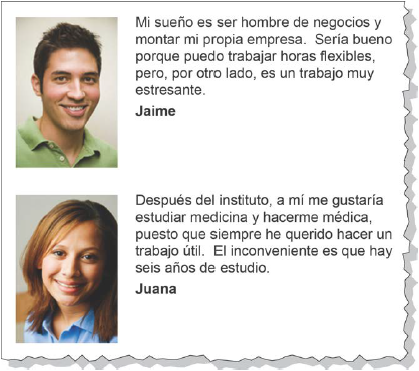 Mi sueño es ser hombre de negocios y
montar mi propia empresa.  Sería bueno
porque puedo trabajar horas flexibles,
pero, por otro lado, es un trabajo muy
estresante.
Jaime
Después del instituto, a mí me gustaría
estudiar medicina y hacerme médica,
puesto que siempre he querido hacer un
trabajo útil.  El inconveniente es que hay
seis años de estudio.
Juana